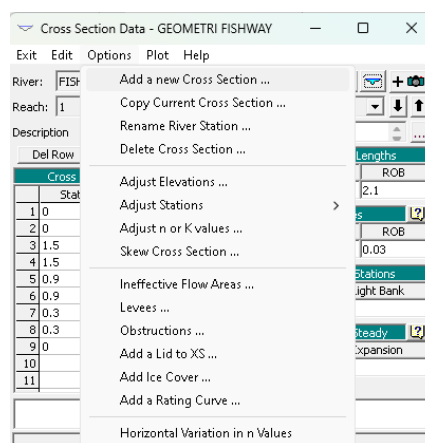 Cross Section Data - GEOMETRI FISHWAY
Exit Edit Options Plot Help
River:
Reach: 1
Description
Del Row
Cross
1 0
2 0
3 1.5
4 1.5
5 0.9
6 0.9
7 0.3
8 0.3
9 0
10
11
Add a new Cross Section ...
Copy Current Cross Section ...
Rename River Station ...
Delete Cross Section ...
Adjust Elevations ...
Adjust Stations >
Adjust n or K values ...
Skew Cross Section ...
Ineffective Flow Areas ...
Levees ...
Obstructions ...
Add a Lid to XS ...
Add Ice Cover ...
Add a Rating Curve ...
Horizontal Variation in n Values
+
...
Lengths
ROB
2.1
?
ROB
0.03
Stations
Bank
Steady ?